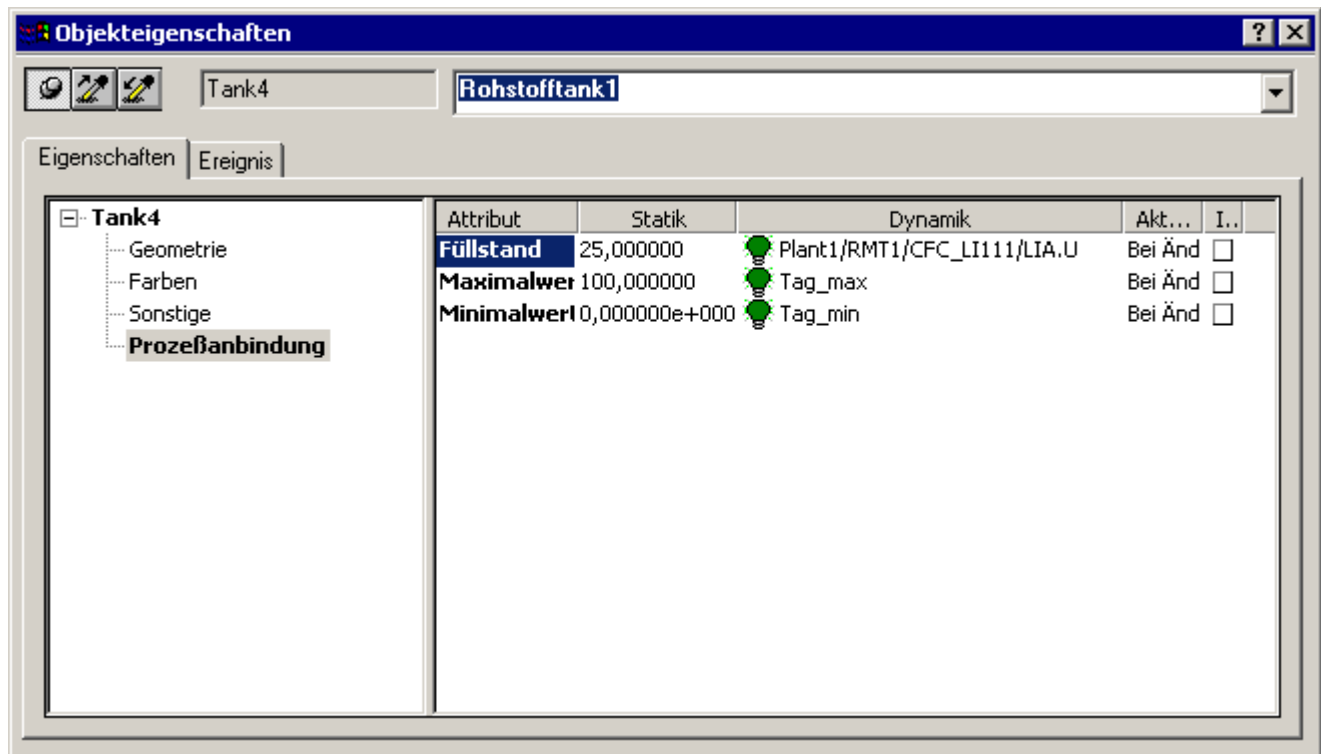 Objekteigenschaften
Tank4 Rohstofftank1
Eigenschaften Ereignis
Tank4
Geometrie
Farben
Sonstige
Prozeßanbindung
Attribut Statik Dynamik Akt... I..
Füllstand 25,000000 Plant1/RMT1/CFC_LI111/LIA.U Bei Änd
Maximalwer 100,000000 Tag_max Bei Änd
Minimalwert 0,000000e+000 Tag_min Bei Änd